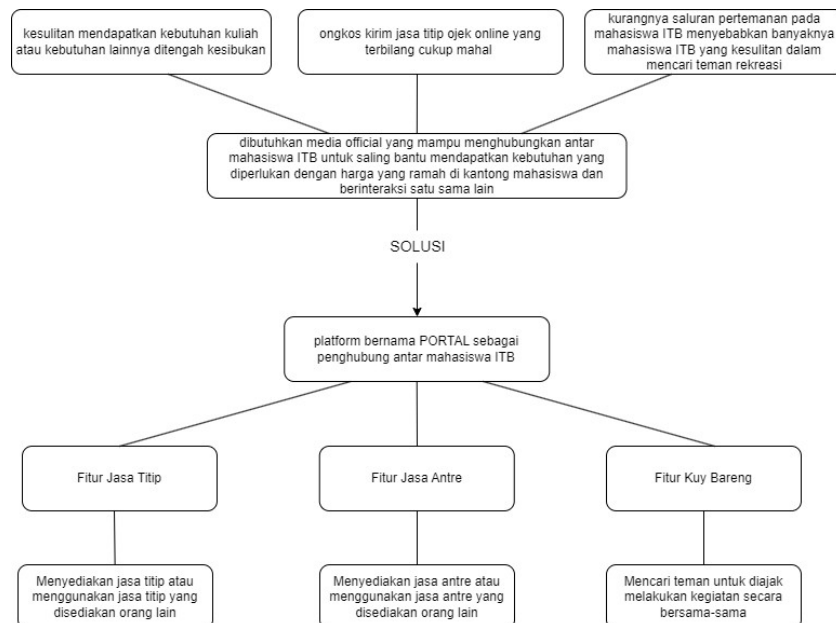 kesulitan mendapatkan kebutuhan kuliah
atau kebutuhan lainnya ditengah kesibukan
ongkos kirim jasa titip ojek online yang
terbilang cukup mahal
kurangnya saluran pertemanan pada
mahasiswa ITB menyebabkan banyaknya
mahasiswa ITB yang kesulitan dalam
mencari teman rekreasi
dibutuhkan media official yang mampu menghubungkan antar
mahasiswa ITB untuk saling bantu mendapatkan kebutuhan yang
diperlukan dengan harga yang ramah di kantong mahasiswa dan
berinteraksi satu sama lain
SOLUSI
platform bernama PORTAL sebagai
penghubung antar mahasiswa ITB
Fitur Jasa Titip
Fitur Jasa Antre
Fitur Kuy Bareng
Menyediakan jasa titip atau
menggunakan jasa titip yang
disediakan orang lain
Menyediakan jasa antre atau
menggunakan jasa antre yang
disediakan orang lain
Mencari teman untuk diajak
melakukan kegiatan secara
bersama-sama